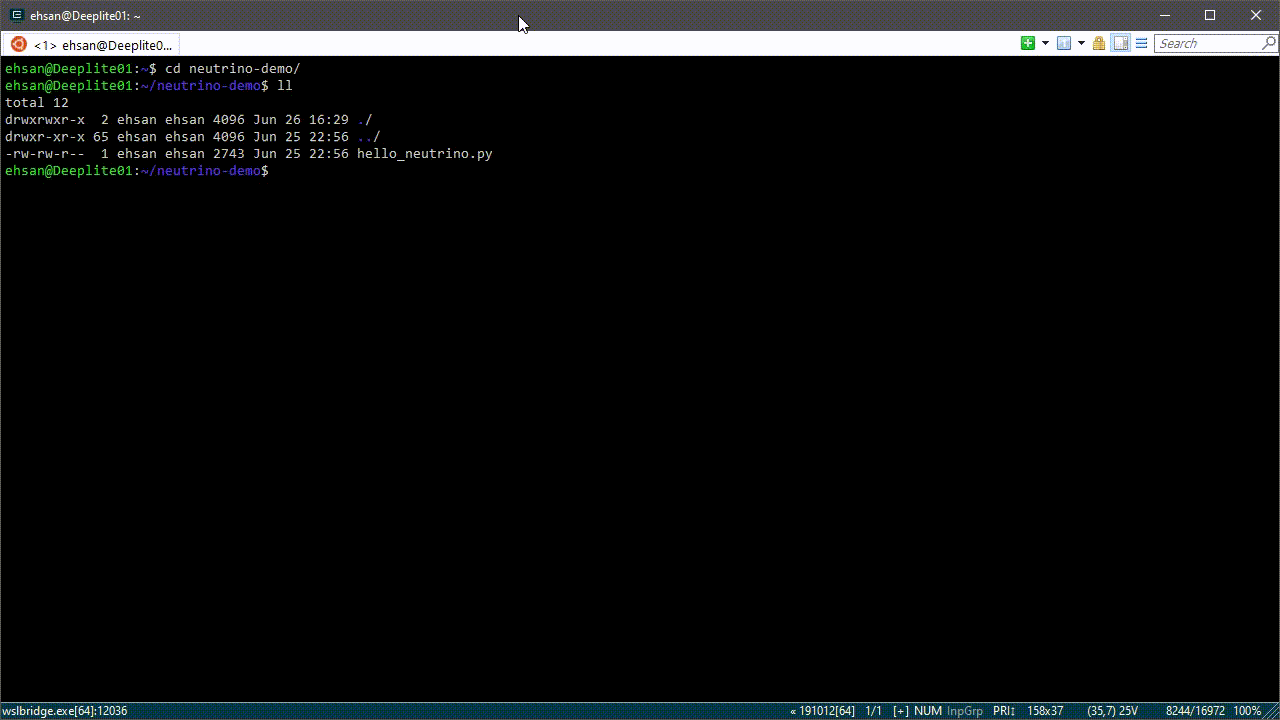 ehsan@Deeplite01: ~
<1> ehsan@Deeplite0...
Search
ehsan@Deeplite01:~$ cd neutrino-demo/
ehsan@Deeplite01:~/neutrino-demo$ ll
total 12
drwxrwxr-x  2 ehsan ehsan 4096 Jun 26 16:29 ./
drwxr-xr-x 65 ehsan ehsan 4096 Jun 25 22:56 ../
-rw-rw-r--  1 ehsan ehsan 2743 Jun 25 22:56 hello_neutrino.py
ehsan@Deeplite01:~/neutrino-demo$
wslbridge.exe[64]:12036 « 191012[64] 1/1 [+] NUM InpGrp PRI↕ 158x37 (35,7) 25V 8244/16972 100%